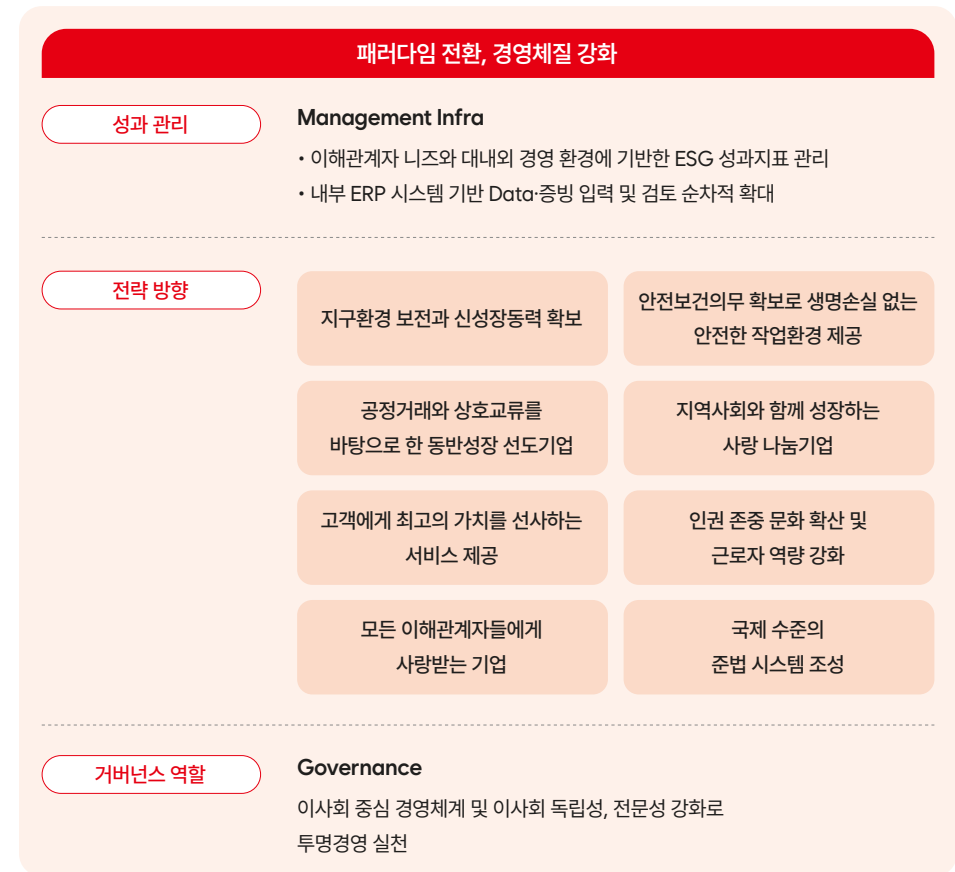 패러다임 전환, 경영체질 강화
성과 관리
Management Infra
• 이해관계자 니즈와 대내외 경영 환경에 기반한 ESG 성과지표 관리
• 내부 ERP 시스템 기반 Data·증빙 입력 및 검토 순차적 확대
전략 방향
지구환경 보전과 신성장동력 확보
안전보건의무 확보로 생명손실 없는
안전한 작업환경 제공
공정거래와 상호교류를
바탕으로 한 동반성장 선도기업
지역사회와 함께 성장하는
사랑 나눔기업
고객에게 최고의 가치를 선사하는
서비스 제공
인권 존중 문화 확산 및
근로자 역량 강화
모든 이해관계자들에게
사랑받는 기업
국제 수준의
준법 시스템 조성
거버넌스 역할
Governance
이사회 중심 경영체계 및 이사회 독립성, 전문성 강화로
투명경영 실천